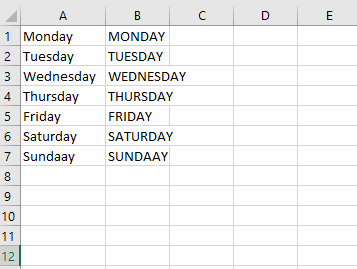 A B C D E
1 Monday MONDAY
2 Tuesday TUESDAY
3 Wednesday WEDNESDAY
4 Thursday THURSDAY
5 Friday FRIDAY
6 Saturday SATURDAY
7 Sundaay SUNDAAY
8
9
10
11
12